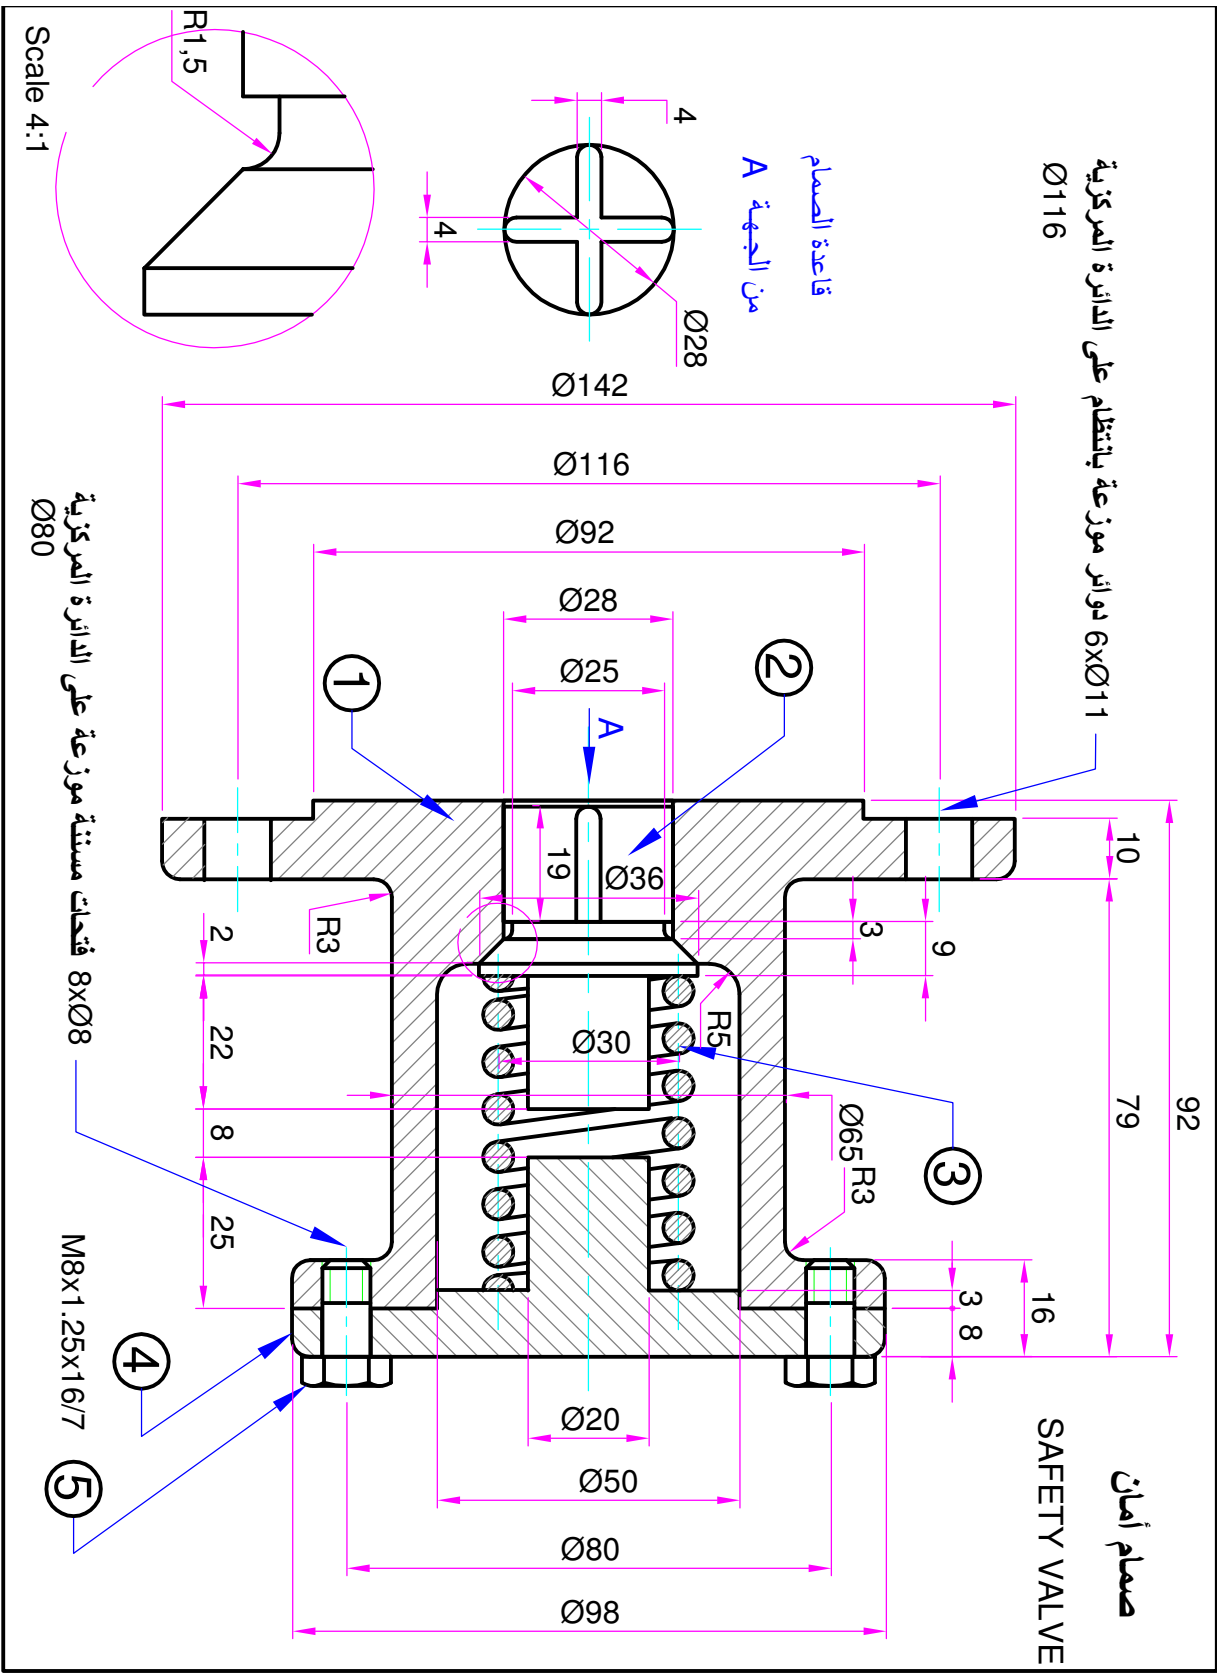 صمام أمان
SAFETY VALVE
6xØ11 دوائر موزعة بانتظام على الدائرة المركزية
Ø116
قاعدة الصمام
من الجهة A
4
4
Ø28
R1,5
Scale 4:1
Ø142
Ø116
Ø92
Ø28
Ø25
A
1
2
3
4
5
92
10
79
19
Ø36
3
9
R3
R5
2
22
8
25
Ø30
Ø65
R3
16
3
8
8xØ8 فتحات مسننة موزعة على الدائرة المركزية
Ø80
M8x1.25x16/7
Ø20
Ø50
Ø80
Ø98